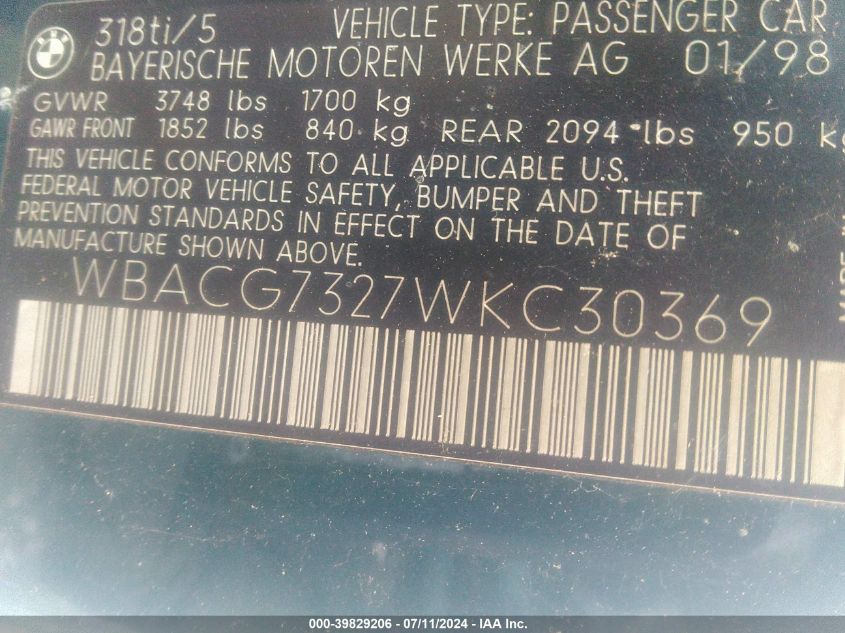 BMW
318ti/5 VEHICLE TYPE: PASSENGER CAR
BAYERISCHE MOTOREN WERKE AG 01/98
GVWR 3748 lbs 1700 kg
GAWR FRONT 1852 lbs 840 kg REAR 2094 lbs 950
THIS VEHICLE CONFORMS TO ALL APPLICABLE U.S.
FEDERAL MOTOR VEHICLE SAFETY, BUMPER AND THEFT
PREVENTION STANDARDS IN EFFECT ON THE DATE OF
MANUFACTURE SHOWN ABOVE.
WBACG7327WKC30369
000-39829206 - 07/11/2024 - IAA Inc.